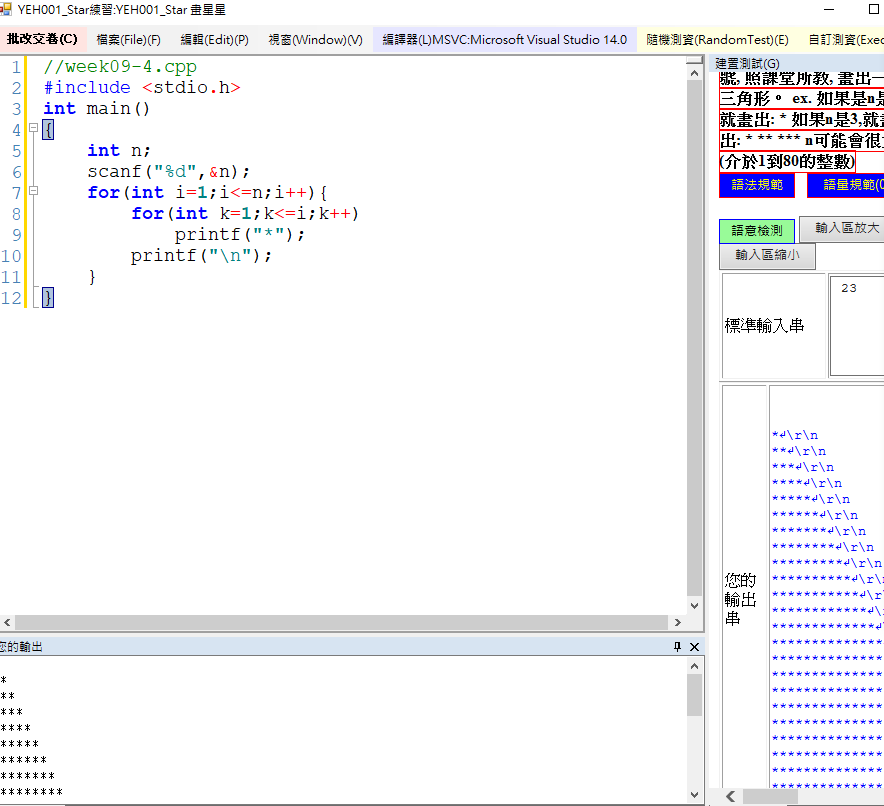 YEH001_Star練習:YEH001_Star 畫星星
批改交卷(C) 檔案(File)(F) 編輯(Edit)(P) 視窗(Window)(V) 編譯器(L)MSVC:Microsoft Visual Studio 14.0 隨機測資(RandomTest)(E) 自訂測資(Exec
1 //week09-4.cpp
2 #include <stdio.h>
3 int main()
4 {
5 int n;
6 scanf("%d",&n);
7 for(int i=1;i<=n;i++){
8 for(int k=1;k<=i;k++)
9 printf("*");
10 printf("\n");
11 }
12 }
建置測試(G)
號, 照課堂所教, 畫出一
三角形。 ex. 如果是n是
就畫出: * 如果n是3,就畫
出: * ** *** n可能會很
(介於1到80的整數)
語法規範 語量規範(0
語意檢測 輸入區放大
輸入區縮小
標準輸入串
23
您的
輸出
串
*↲\r\n
**↲\r\n
***↲\r\n
****↲\r\n
*****↲\r\n
******↲\r\n
*******↲\r\n
********↲\r\n
*********↲\r\n
**********↲\r\n
***********↲\r
************↲\
*************↲
**************
**************
**************
**************
**************
**************
**************
**************
**************
**************
您的輸出
*
**
***
****
*****
******
*******
********